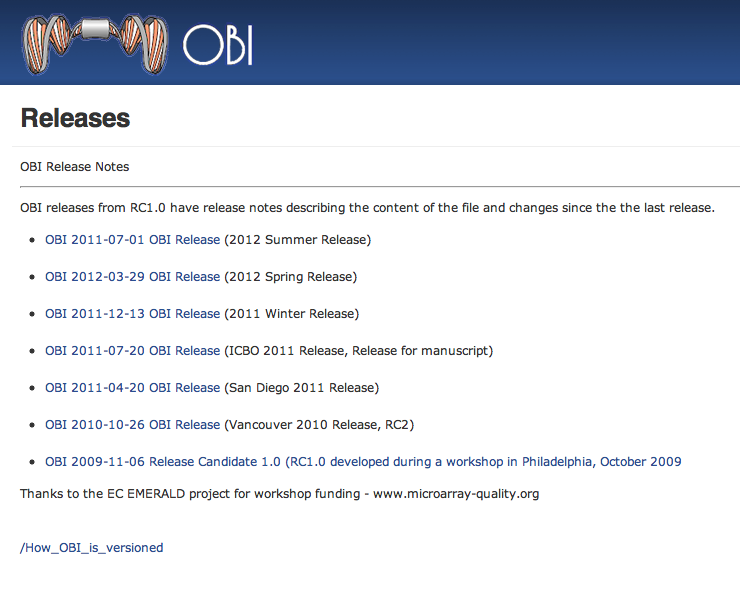 OBI
Releases
OBI Release Notes
OBI releases from RC1.0 have release notes describing the content of the file and changes since the the last release.
OBI 2011-07-01 OBI Release (2012 Summer Release)
OBI 2012-03-29 OBI Release (2012 Spring Release)
OBI 2011-12-13 OBI Release (2011 Winter Release)
OBI 2011-07-20 OBI Release (ICBO 2011 Release, Release for manuscript)
OBI 2011-04-20 OBI Release (San Diego 2011 Release)
OBI 2010-10-26 OBI Release (Vancouver 2010 Release, RC2)
OBI 2009-11-06 Release Candidate 1.0 (RC1.0 developed during a workshop in Philadelphia, October 2009
Thanks to the EC EMERALD project for workshop funding - www.microarray-quality.org
/How_OBI_is_versioned